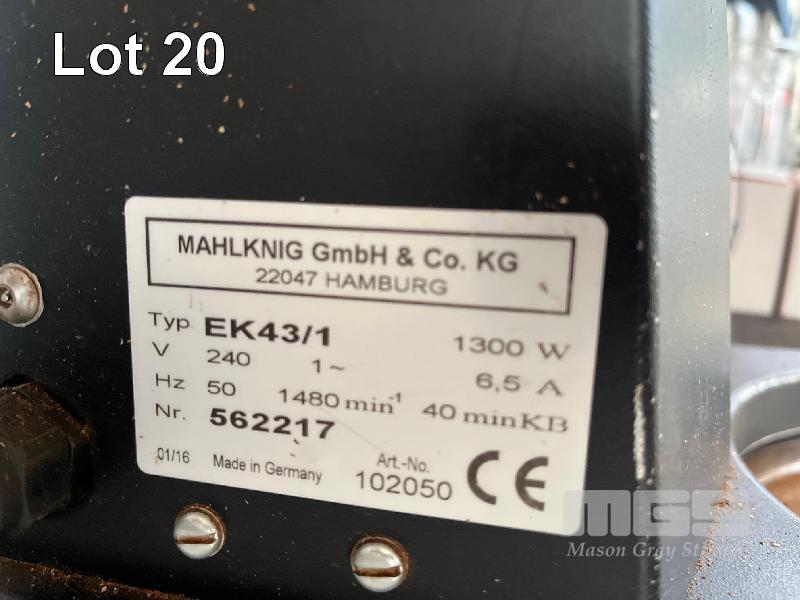 Lot 20
MAHLKNIG GmbH & Co. KG
22047 HAMBURG
Typ EK43/1 1300 W
V 240 1~ 6,5 A
Hz 50 1480 min⁻¹ 40 minKB
Nr. 562217
01/16 Made in Germany Art.-No. 102050 CE
MGS
Mason Gray